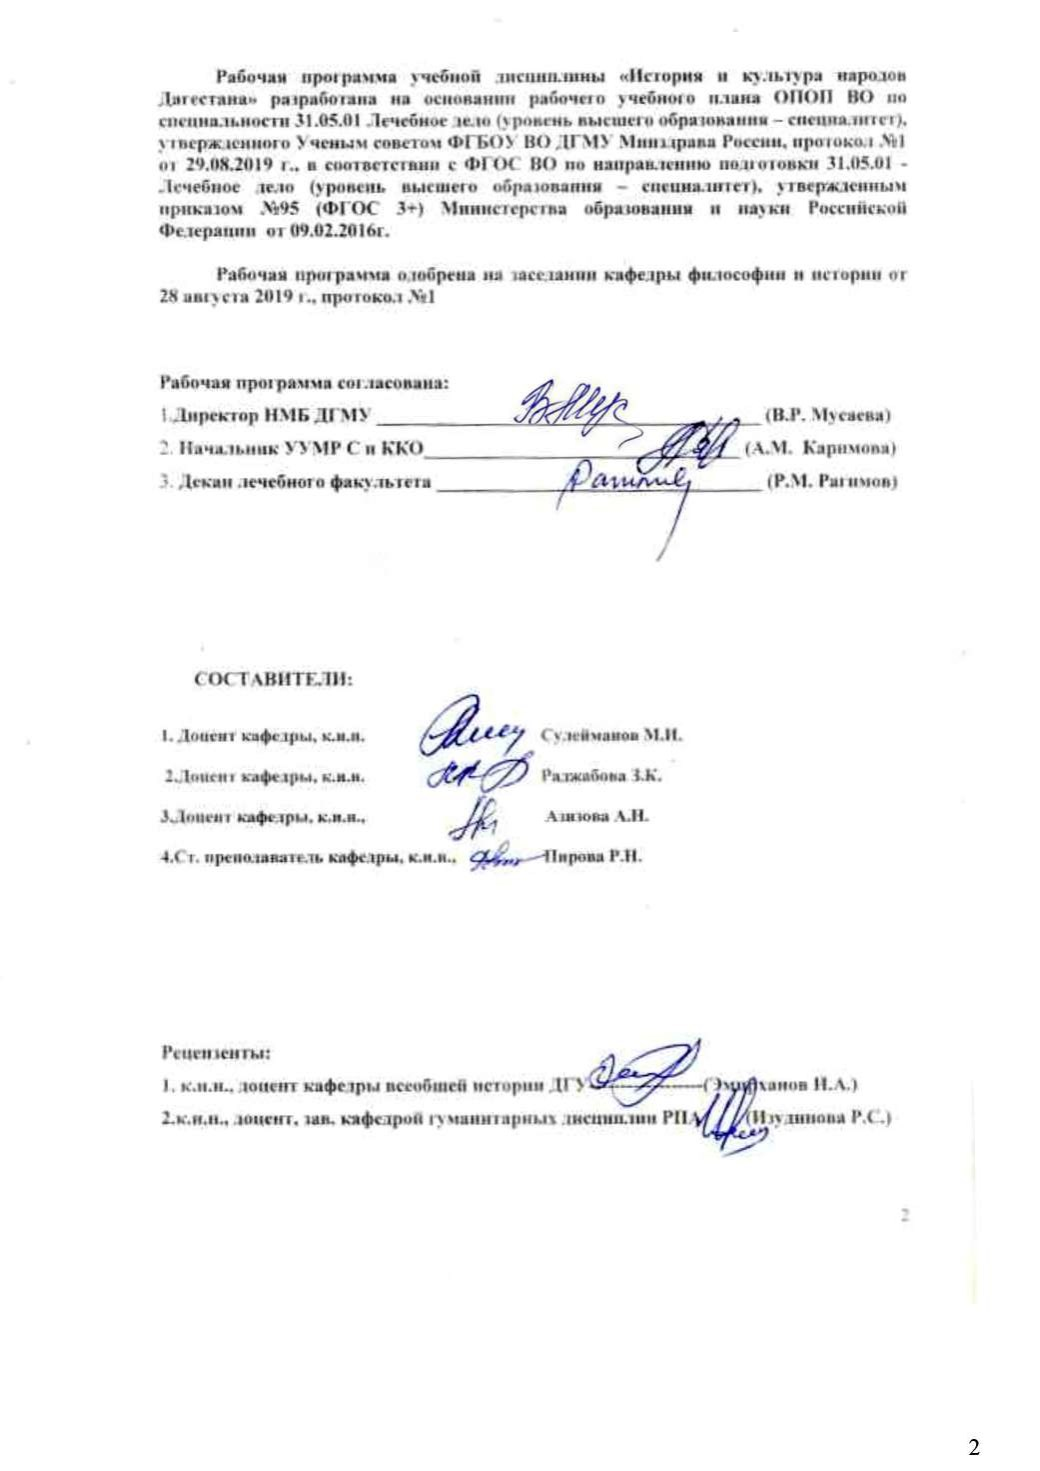 Рабочая программа учебной дисциплины «История и культура народов
Дагестана» разработана на основании рабочего учебного плана ОПОП ВО по
специальности 31.05.01 Лечебное дело (уровень высшего образования – специалитет),
утвержденного Ученым советом ФГБОУ ВО ДГМУ Минздрава России, протокол №1
от 29.08.2019 г., в соответствии с ФГОС ВО по направлению подготовки 31.05.01 -
Лечебное дело (уровень высшего образования – специалитет), утвержденным
приказом №95 (ФГОС 3+) Министерства образования и науки Российской
Федерации от 09.02.2016г.
Рабочая программа одобрена на заседании кафедры философии и истории от
28 августа 2019 г., протокол №1
Рабочая программа согласована:
1.Директор НМБ ДГМУ (В.Р. Мусаева)
2. Начальник УУМР С и ККО (А.М. Каримова)
3. Декан лечебного факультета (Р.М. Рагимов)
СОСТАВИТЕЛИ:
1. Доцент кафедры, к.и.н. Сулейманов М.И.
2.Доцент кафедры, к.и.н. Раджабова З.К.
3.Доцент кафедры, к.и.н., Азизова А.Н.
4.Ст. преподаватель кафедры, к.и.н., Пирова Р.Н.
Рецензенты:
1. к.и.н., доцент кафедры всеобщей истории ДГУ (Эмирханов И.А.)
2.к.и.н., доцент, зав. кафедрой гуманитарных дисциплин РПА (Изудинова Р.С.)
2
2